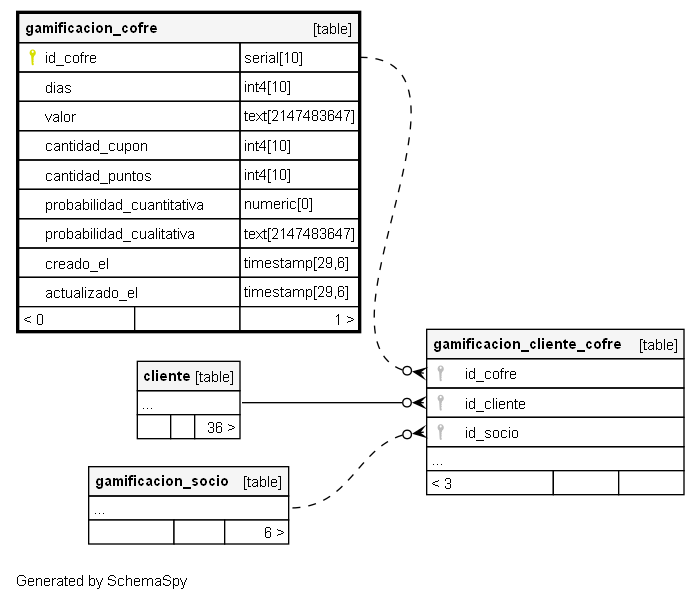 gamificacion_cofre [table]
id_cofre serial[10]
dias int4[10]
valor text[2147483647]
cantidad_cupon int4[10]
cantidad_puntos int4[10]
probabilidad_cuantitativa numeric[0]
probabilidad_cualitativa text[2147483647]
creado_el timestamp[29,6]
actualizado_el timestamp[29,6]
< 0 1 >
cliente [table]
...
36 >
gamificacion_socio [table]
...
6 >
gamificacion_cliente_cofre [table]
id_cofre
id_cliente
id_socio
...
< 3
Generated by SchemaSpy